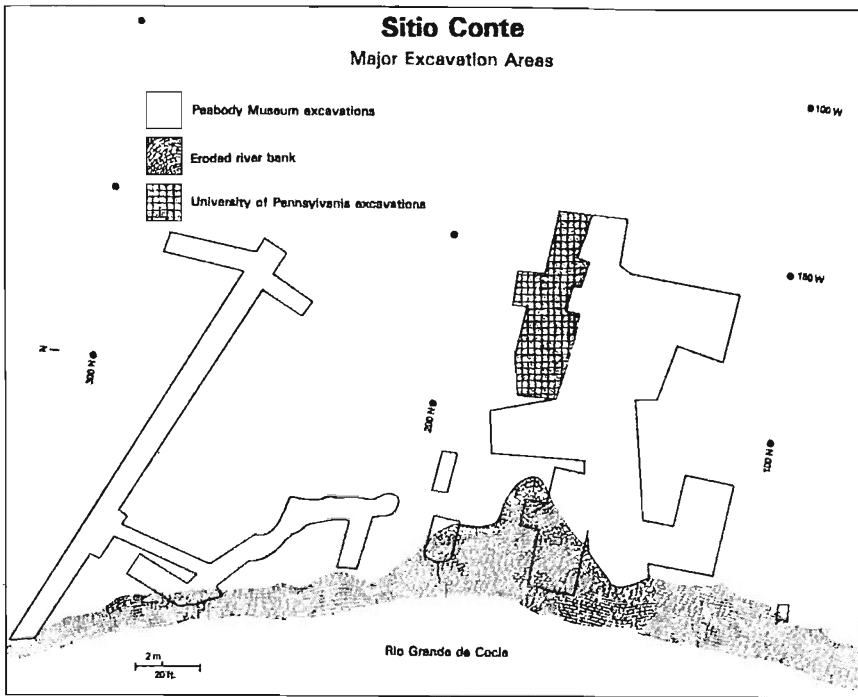 Sitio Conte
Major Excavation Areas
Peabody Museum excavations
Eroded river bank
University of Pennsylvania excavations
100 W
150 W
N
300 N
200 N
100 N
Rio Grande de Cocle
2 m
20 ft.